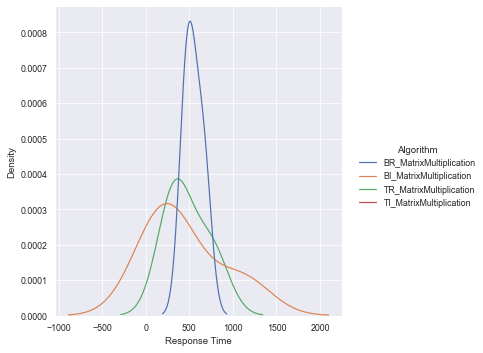 0.0008
0.0007
0.0006
0.0005
0.0004
0.0003
0.0002
0.0001
0.0000
Density
-1000 -500 0 500 1000 1500 2000
Response Time
Algorithm
BR_MatrixMultiplication
BI_MatrixMultiplication
TR_MatrixMultiplication
TI_MatrixMultiplication